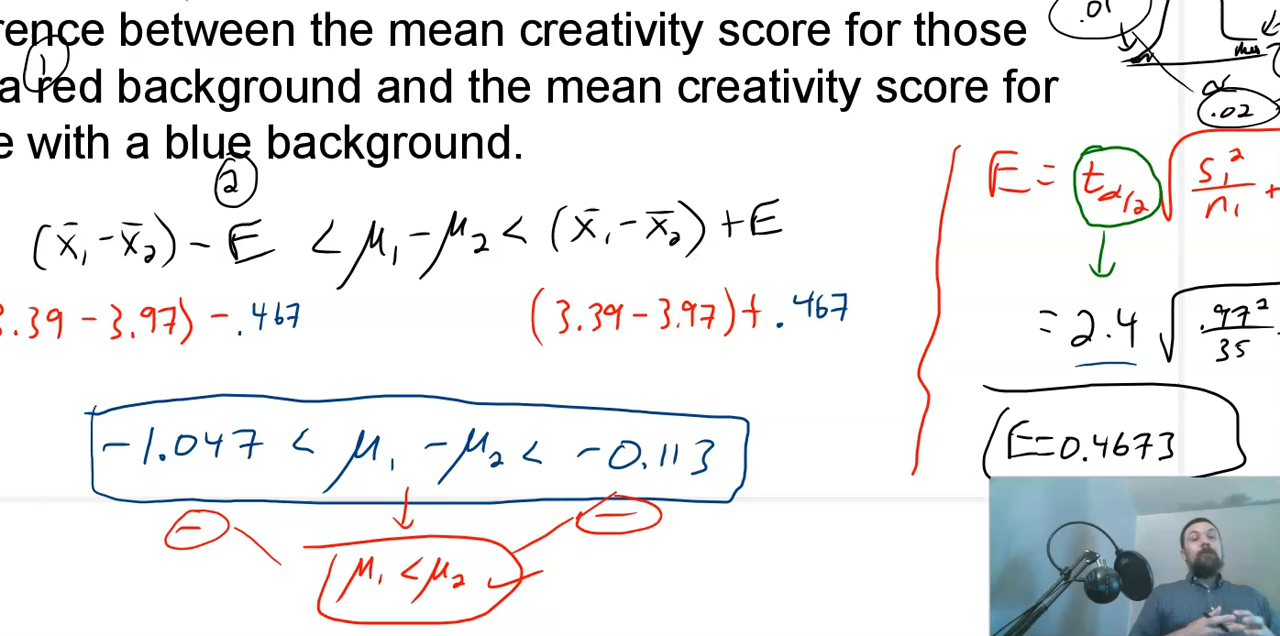 rence between the mean creativity score for those
①
a red background and the mean creativity score for
e with a blue background.
②
(x̄₁ - x̄₂) - E < μ₁ - μ₂ < (x̄₁ - x̄₂) + E
3.39 - 3.97) - .467
(3.39 - 3.97) + .467
-1.047 < μ₁ - μ₂ < -0.113
μ₁ < μ₂
.01
α
.02
E = t α/2 √ s₁²/n₁ +
= 2.4 √ .97²/35
E=0.4673